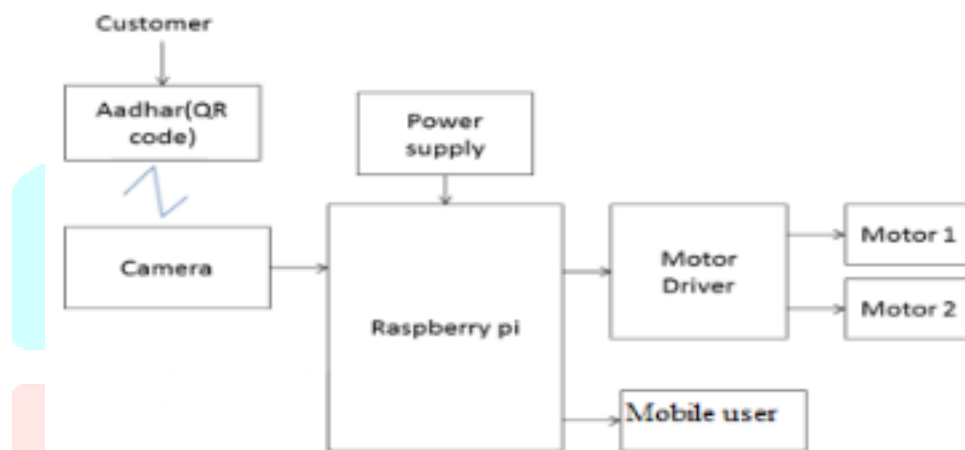 Customer
Aadhar(QR
code)
Power
supply
Camera
Raspberry pi
Motor
Driver
Motor 1
Motor 2
Mobile user